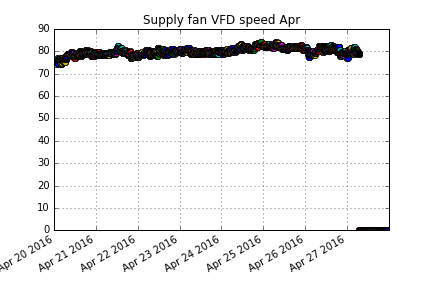 Supply fan VFD speed Apr
90
80
70
60
50
40
30
20
10
0
Apr 20 2016
Apr 21 2016
Apr 22 2016
Apr 23 2016
Apr 24 2016
Apr 25 2016
Apr 26 2016
Apr 27 2016